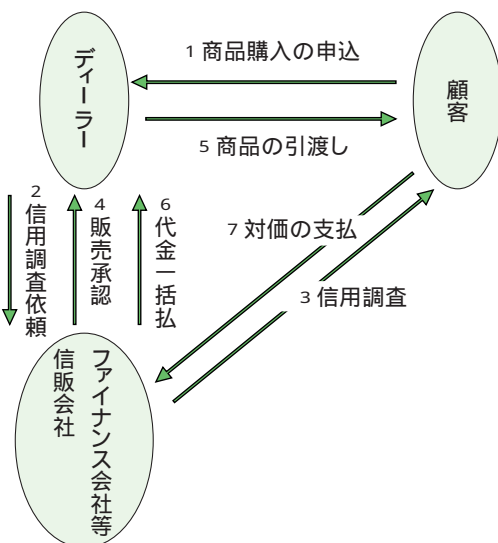 ディーラー
1 商品購入の申込
顧客
5 商品の引渡し
2 信用調査依頼
4 販売承認
6 代金一括払
7 対価の支払
3 信用調査
ファイナンス会社等
信販会社